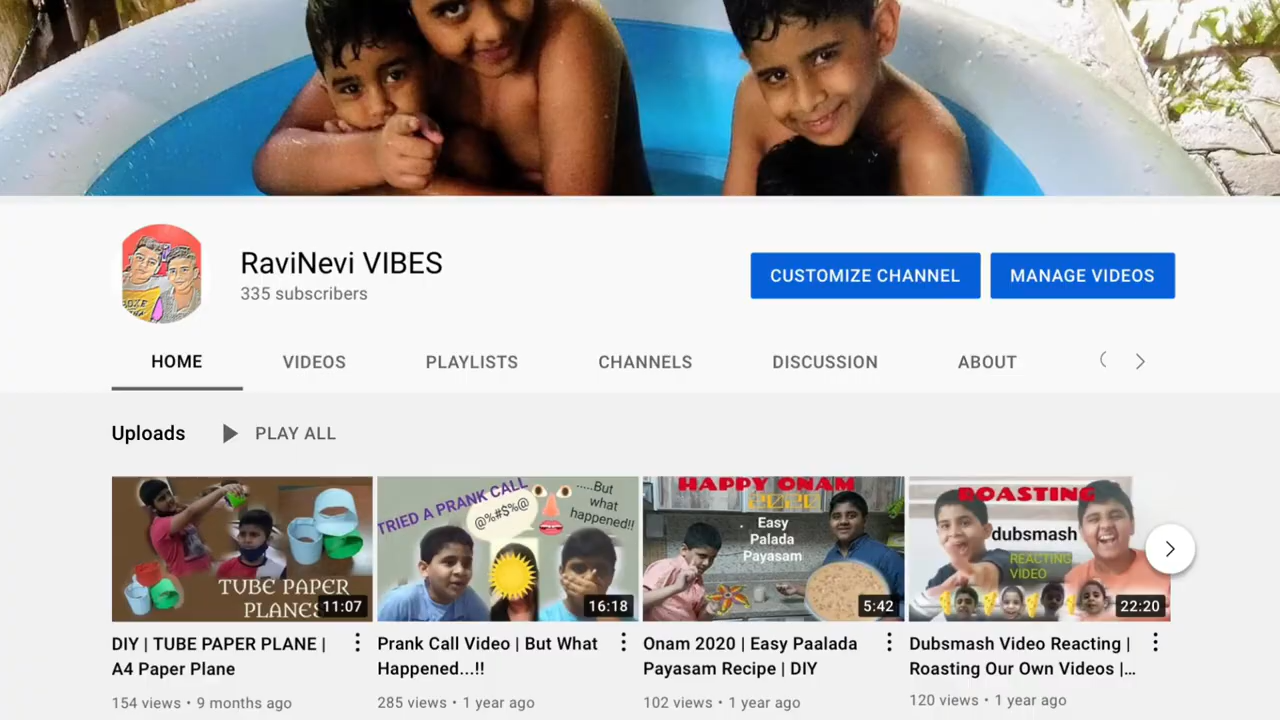 RaviNevi VIBES
335 subscribers
CUSTOMIZE CHANNEL
MANAGE VIDEOS
HOME
VIDEOS
PLAYLISTS
CHANNELS
DISCUSSION
ABOUT
Uploads
PLAY ALL
TUBE PAPER
PLANES
11:07
DIY | TUBE PAPER PLANE |
A4 Paper Plane
154 views • 9 months ago
TRIED A PRANK CALL
@%#$%@
.....But
what
happened!!
16:18
Prank Call Video | But What
Happened...!!
285 views • 1 year ago
HAPPY ONAM
2020
Easy
Palada
Payasam
5:42
Onam 2020 | Easy Paalada
Payasam Recipe | DIY
102 views • 1 year ago
ROASTING
dubsmash
REACTING
VIDEO
22:20
Dubsmash Video Reacting |
Roasting Our Own Videos |...
120 views • 1 year ago